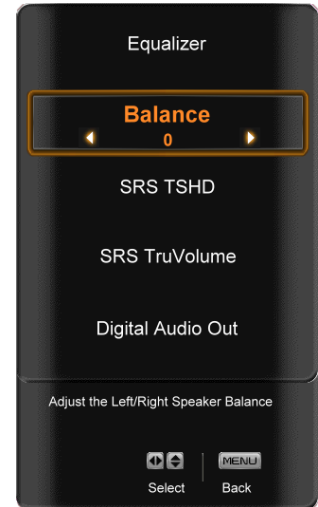 Equalizer
Balance
0
SRS TSHD
SRS TruVolume
Digital Audio Out
Adjust the Left/Right Speaker Balance
MENU
Select Back